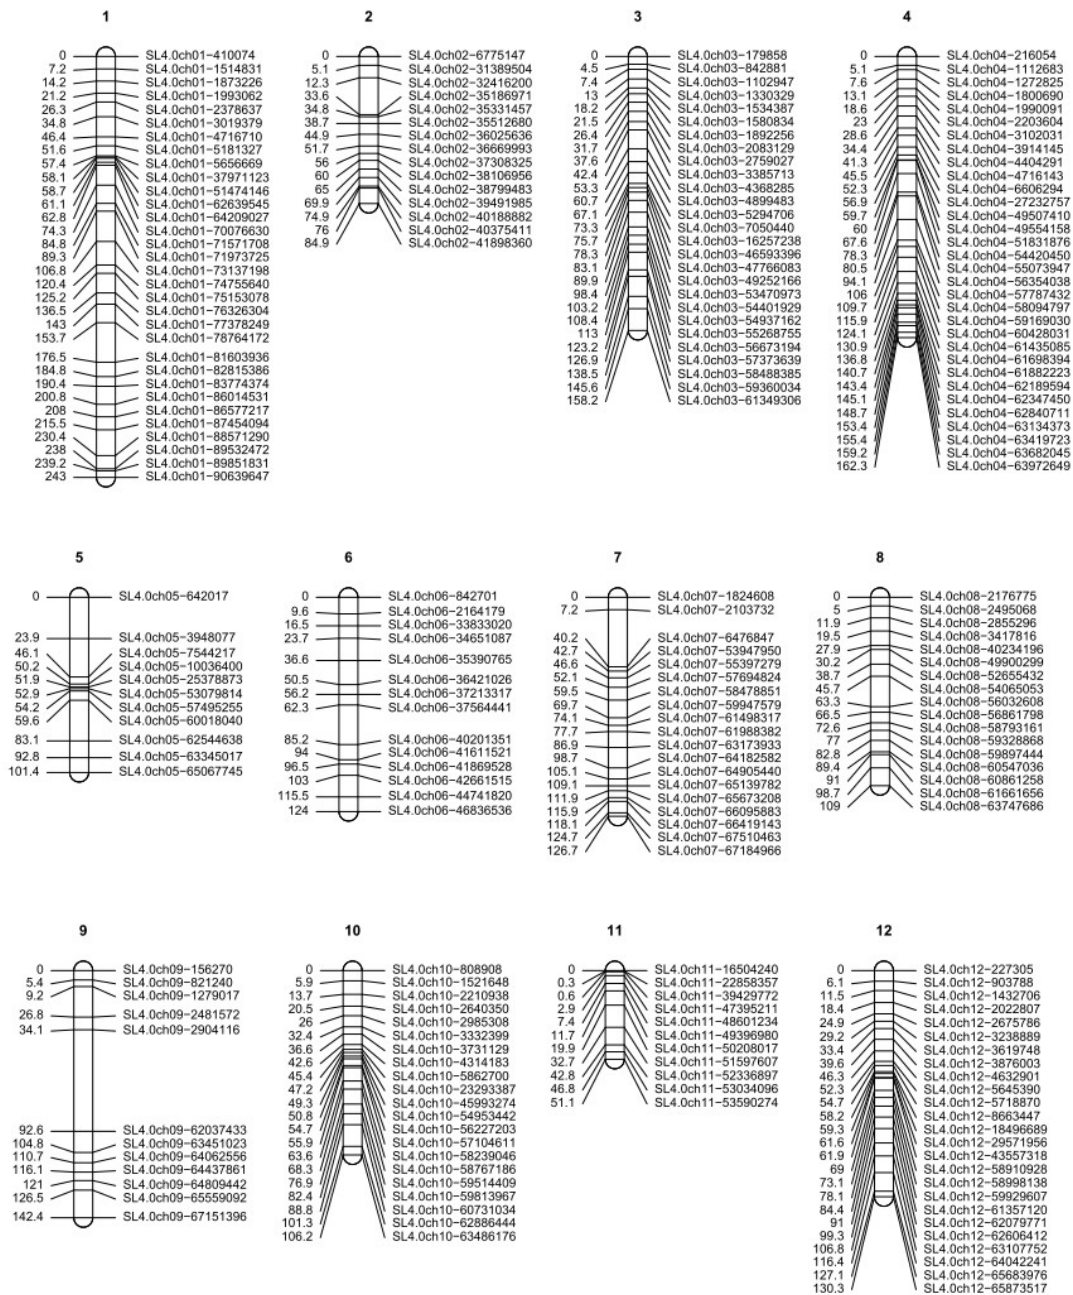 1
0 SL4.0ch01−410074
7.2 SL4.0ch01−1514831
14.2 SL4.0ch01−1873226
21.2 SL4.0ch01−1993062
26.3 SL4.0ch01−2378637
34.8 SL4.0ch01−3019379
46.4 SL4.0ch01−4716710
51.6 SL4.0ch01−5181327
57.4 SL4.0ch01−5656669
58.1 SL4.0ch01−37971123
58.7 SL4.0ch01−51474146
61.1 SL4.0ch01−62639545
62.8 SL4.0ch01−64209027
74.3 SL4.0ch01−70076630
84.8 SL4.0ch01−71571708
89.3 SL4.0ch01−71973725
106.8 SL4.0ch01−73137198
120.4 SL4.0ch01−74755640
125.2 SL4.0ch01−75153078
136.5 SL4.0ch01−76326304
143 SL4.0ch01−77378249
153.7 SL4.0ch01−78764172
176.5 SL4.0ch01−81603936
184.8 SL4.0ch01−82815386
190.4 SL4.0ch01−83774374
200.8 SL4.0ch01−86014531
208 SL4.0ch01−86577217
215.5 SL4.0ch01−87454094
230.4 SL4.0ch01−88571290
238 SL4.0ch01−89532472
239.2 SL4.0ch01−89851831
243 SL4.0ch01−90639647
2
0 SL4.0ch02−6775147
5.1 SL4.0ch02−31389504
12.3 SL4.0ch02−32416200
33.6 SL4.0ch02−35186971
34.8 SL4.0ch02−35331457
38.7 SL4.0ch02−35512680
44.9 SL4.0ch02−36025636
51.7 SL4.0ch02−36669993
56 SL4.0ch02−37308325
60 SL4.0ch02−38106956
65 SL4.0ch02−38799483
69.9 SL4.0ch02−39491985
74.9 SL4.0ch02−40188882
76 SL4.0ch02−40375411
84.9 SL4.0ch02−41898360
3
0 SL4.0ch03−179858
4.5 SL4.0ch03−842881
7.4 SL4.0ch03−1102947
13 SL4.0ch03−1330329
18.2 SL4.0ch03−1534387
21.5 SL4.0ch03−1580834
26.4 SL4.0ch03−1892256
31.7 SL4.0ch03−2083129
37.6 SL4.0ch03−2759027
42.4 SL4.0ch03−3385713
53.3 SL4.0ch03−4368285
60.7 SL4.0ch03−4899483
67.1 SL4.0ch03−5294706
73.3 SL4.0ch03−7050440
75.7 SL4.0ch03−16257238
78.3 SL4.0ch03−46593396
83.1 SL4.0ch03−47766083
89.9 SL4.0ch03−49252166
98.4 SL4.0ch03−53470973
103.2 SL4.0ch03−54401929
108.4 SL4.0ch03−54937162
113 SL4.0ch03−55268755
123.2 SL4.0ch03−56673194
126.9 SL4.0ch03−57373639
138.5 SL4.0ch03−58488385
145.6 SL4.0ch03−59360034
158.2 SL4.0ch03−61349306
4
0 SL4.0ch04−216054
5.1 SL4.0ch04−1112683
7.6 SL4.0ch04−1272825
13.1 SL4.0ch04−1800690
18.6 SL4.0ch04−1990091
23 SL4.0ch04−2203604
28.6 SL4.0ch04−3102031
34.4 SL4.0ch04−3914145
41.3 SL4.0ch04−4404291
45.5 SL4.0ch04−4716143
52.3 SL4.0ch04−6606294
56.9 SL4.0ch04−27232757
59.7 SL4.0ch04−49507410
60 SL4.0ch04−49554158
67.6 SL4.0ch04−51831876
78.3 SL4.0ch04−54420450
80.5 SL4.0ch04−55073947
94.1 SL4.0ch04−56354038
106 SL4.0ch04−57787432
109.7 SL4.0ch04−58094797
115.9 SL4.0ch04−59169030
124.1 SL4.0ch04−60428031
130.9 SL4.0ch04−61435085
136.8 SL4.0ch04−61698394
140.7 SL4.0ch04−61882223
143.4 SL4.0ch04−62189594
145.1 SL4.0ch04−62347450
148.7 SL4.0ch04−62840711
153.4 SL4.0ch04−63134373
155.4 SL4.0ch04−63419723
159.2 SL4.0ch04−63682045
162.3 SL4.0ch04−63972649
5
0 SL4.0ch05−642017
23.9 SL4.0ch05−3948077
46.1 SL4.0ch05−7544217
50.2 SL4.0ch05−10036400
51.9 SL4.0ch05−25378873
52.9 SL4.0ch05−53079814
54.2 SL4.0ch05−57495255
59.6 SL4.0ch05−60018040
83.1 SL4.0ch05−62544638
92.8 SL4.0ch05−63345017
101.4 SL4.0ch05−65067745
6
0 SL4.0ch06−842701
9.6 SL4.0ch06−2164179
16.5 SL4.0ch06−33833020
23.7 SL4.0ch06−34651087
36.6 SL4.0ch06−35390765
50.5 SL4.0ch06−36421026
56.2 SL4.0ch06−37213317
62.3 SL4.0ch06−37564441
85.2 SL4.0ch06−40201351
94 SL4.0ch06−41611521
96.5 SL4.0ch06−41869528
103 SL4.0ch06−42661515
115.5 SL4.0ch06−44741820
124 SL4.0ch06−46836536
7
0 SL4.0ch07−1824608
7.2 SL4.0ch07−2103732
40.2 SL4.0ch07−6476847
42.7 SL4.0ch07−53947950
46.6 SL4.0ch07−55397279
52.1 SL4.0ch07−57694824
59.5 SL4.0ch07−58478851
69.7 SL4.0ch07−59947579
74.1 SL4.0ch07−61498317
77.7 SL4.0ch07−61988382
86.9 SL4.0ch07−63173933
98.7 SL4.0ch07−64182582
105.1 SL4.0ch07−64905440
109.1 SL4.0ch07−65139782
111.9 SL4.0ch07−65673208
115.9 SL4.0ch07−66095883
118.1 SL4.0ch07−66419143
124.7 SL4.0ch07−67510463
126.7 SL4.0ch07−67184966
8
0 SL4.0ch08−2176775
5 SL4.0ch08−2495068
11.9 SL4.0ch08−2855296
19.5 SL4.0ch08−3417816
27.9 SL4.0ch08−40234196
30.2 SL4.0ch08−49900299
38.7 SL4.0ch08−52655432
45.7 SL4.0ch08−54065053
63.3 SL4.0ch08−56032608
66.5 SL4.0ch08−56861798
72.6 SL4.0ch08−58793161
77 SL4.0ch08−59328868
82.8 SL4.0ch08−59897444
89.4 SL4.0ch08−60547036
91 SL4.0ch08−60861258
98.7 SL4.0ch08−61661656
109 SL4.0ch08−63747686
9
0 SL4.0ch09−156270
5.4 SL4.0ch09−821240
9.2 SL4.0ch09−1279017
26.8 SL4.0ch09−2481572
34.1 SL4.0ch09−2904116
92.6 SL4.0ch09−62037433
104.8 SL4.0ch09−63451023
110.7 SL4.0ch09−64062556
116.1 SL4.0ch09−64437861
121 SL4.0ch09−64809442
126.5 SL4.0ch09−65559092
142.4 SL4.0ch09−67151396
10
0 SL4.0ch10−808908
5.9 SL4.0ch10−1521648
13.7 SL4.0ch10−2210938
20.5 SL4.0ch10−2640350
26 SL4.0ch10−2985308
32.4 SL4.0ch10−3332399
36.6 SL4.0ch10−3731129
42.6 SL4.0ch10−4314183
45.4 SL4.0ch10−5862700
47.2 SL4.0ch10−23293387
49.3 SL4.0ch10−45993274
50.8 SL4.0ch10−54953442
54.7 SL4.0ch10−56227203
55.9 SL4.0ch10−57104611
63.6 SL4.0ch10−58239046
68.3 SL4.0ch10−58767186
76.9 SL4.0ch10−59514409
82.4 SL4.0ch10−59813967
88.8 SL4.0ch10−60731034
101.3 SL4.0ch10−62886444
106.2 SL4.0ch10−63486176
11
0 SL4.0ch11−16504240
0.3 SL4.0ch11−22858357
0.6 SL4.0ch11−39429772
2.9 SL4.0ch11−47395211
7.4 SL4.0ch11−48601234
11.7 SL4.0ch11−49396980
19.9 SL4.0ch11−50208017
32.7 SL4.0ch11−51597607
42.8 SL4.0ch11−52336897
46.8 SL4.0ch11−53034096
51.1 SL4.0ch11−53590274
12
0 SL4.0ch12−227305
6.1 SL4.0ch12−903788
11.5 SL4.0ch12−1432706
18.4 SL4.0ch12−2022807
24.9 SL4.0ch12−2675786
29.2 SL4.0ch12−3238889
33.4 SL4.0ch12−3619748
39.6 SL4.0ch12−3876003
46.3 SL4.0ch12−4632901
52.3 SL4.0ch12−5645390
54.7 SL4.0ch12−5718870
58.2 SL4.0ch12−8663447
59.3 SL4.0ch12−18496689
61.6 SL4.0ch12−29571956
61.9 SL4.0ch12−43557318
69 SL4.0ch12−58910928
73.1 SL4.0ch12−58998138
78.1 SL4.0ch12−59929607
84.4 SL4.0ch12−61357120
91 SL4.0ch12−62079771
99.3 SL4.0ch12−62606412
106.8 SL4.0ch12−63107752
116.4 SL4.0ch12−64042241
127.1 SL4.0ch12−65683976
130.3 SL4.0ch12−65873517